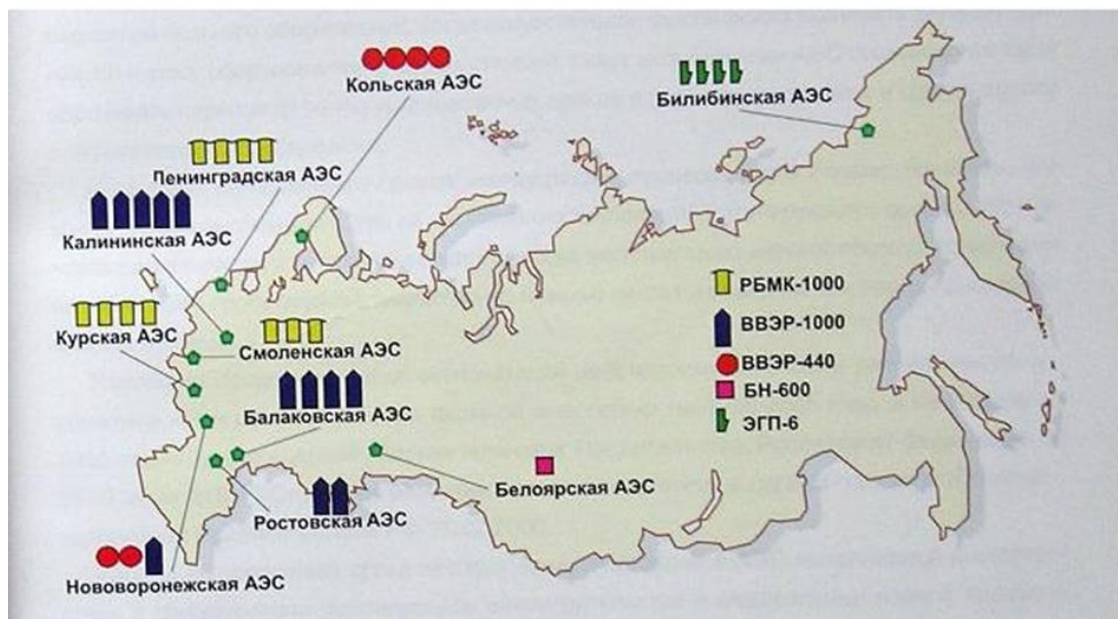 Кольская АЭС
Билибинская АЭС
Ленинградская АЭС
Калининская АЭС
Курская АЭС
Смоленская АЭС
Балаковская АЭС
Ростовская АЭС
Белоярская АЭС
Нововоронежская АЭС
РБМК-1000
ВВЭР-1000
ВВЭР-440
БН-600
ЭГП-6